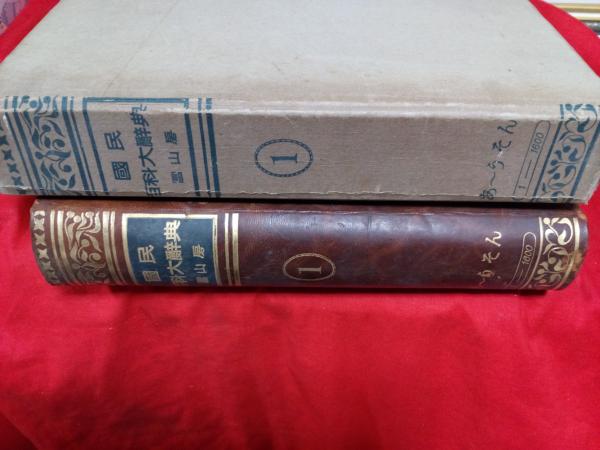 國民
百科大辭典
冨山房
1
あ〜うそん
1—1600
國民
科大辭典
冨山房
1
〜うそん
—1600